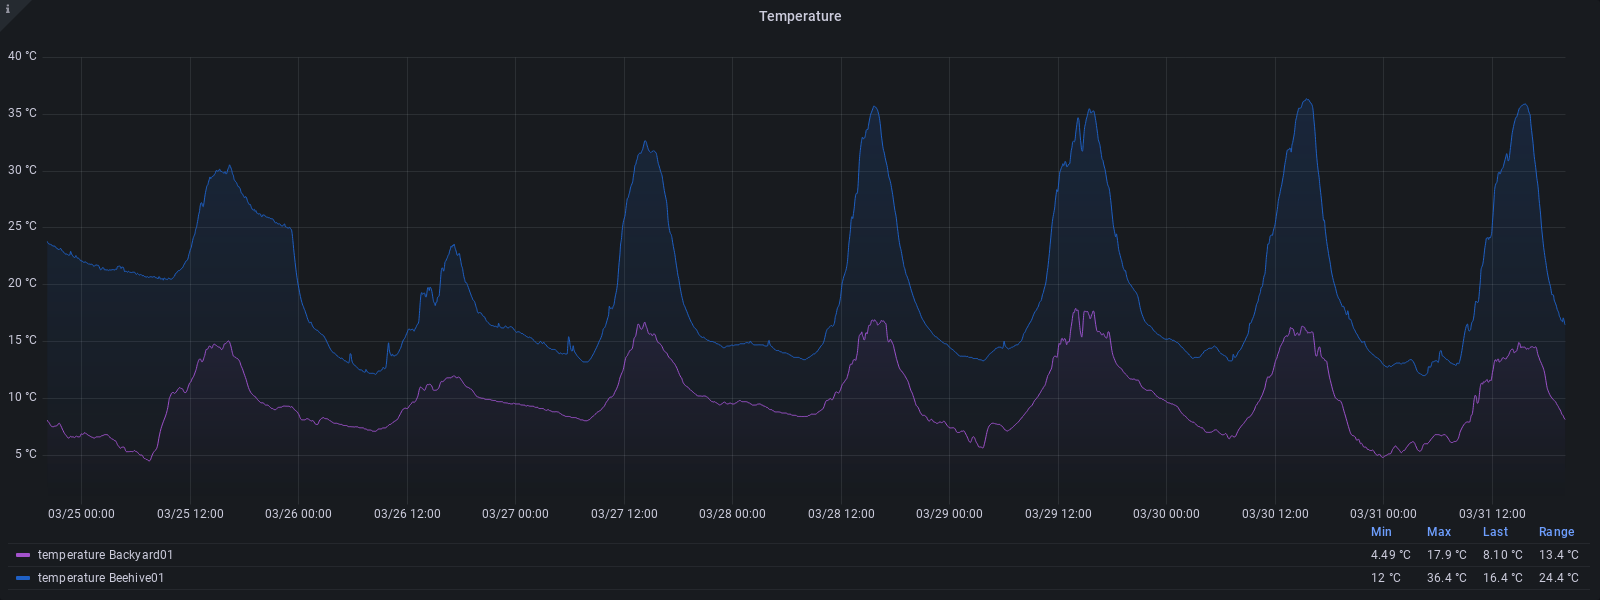 i
Temperature
40 °C
35 °C
30 °C
25 °C
20 °C
15 °C
10 °C
5 °C
03/25 00:00 03/25 12:00 03/26 00:00 03/26 12:00 03/27 00:00 03/27 12:00 03/28 00:00 03/28 12:00 03/29 00:00 03/29 12:00 03/30 00:00 03/30 12:00 03/31 00:00 03/31 12:00
Min Max Last Range
temperature Backyard01 4.49 °C 17.9 °C 8.10 °C 13.4 °C
temperature Beehive01 12 °C 36.4 °C 16.4 °C 24.4 °C